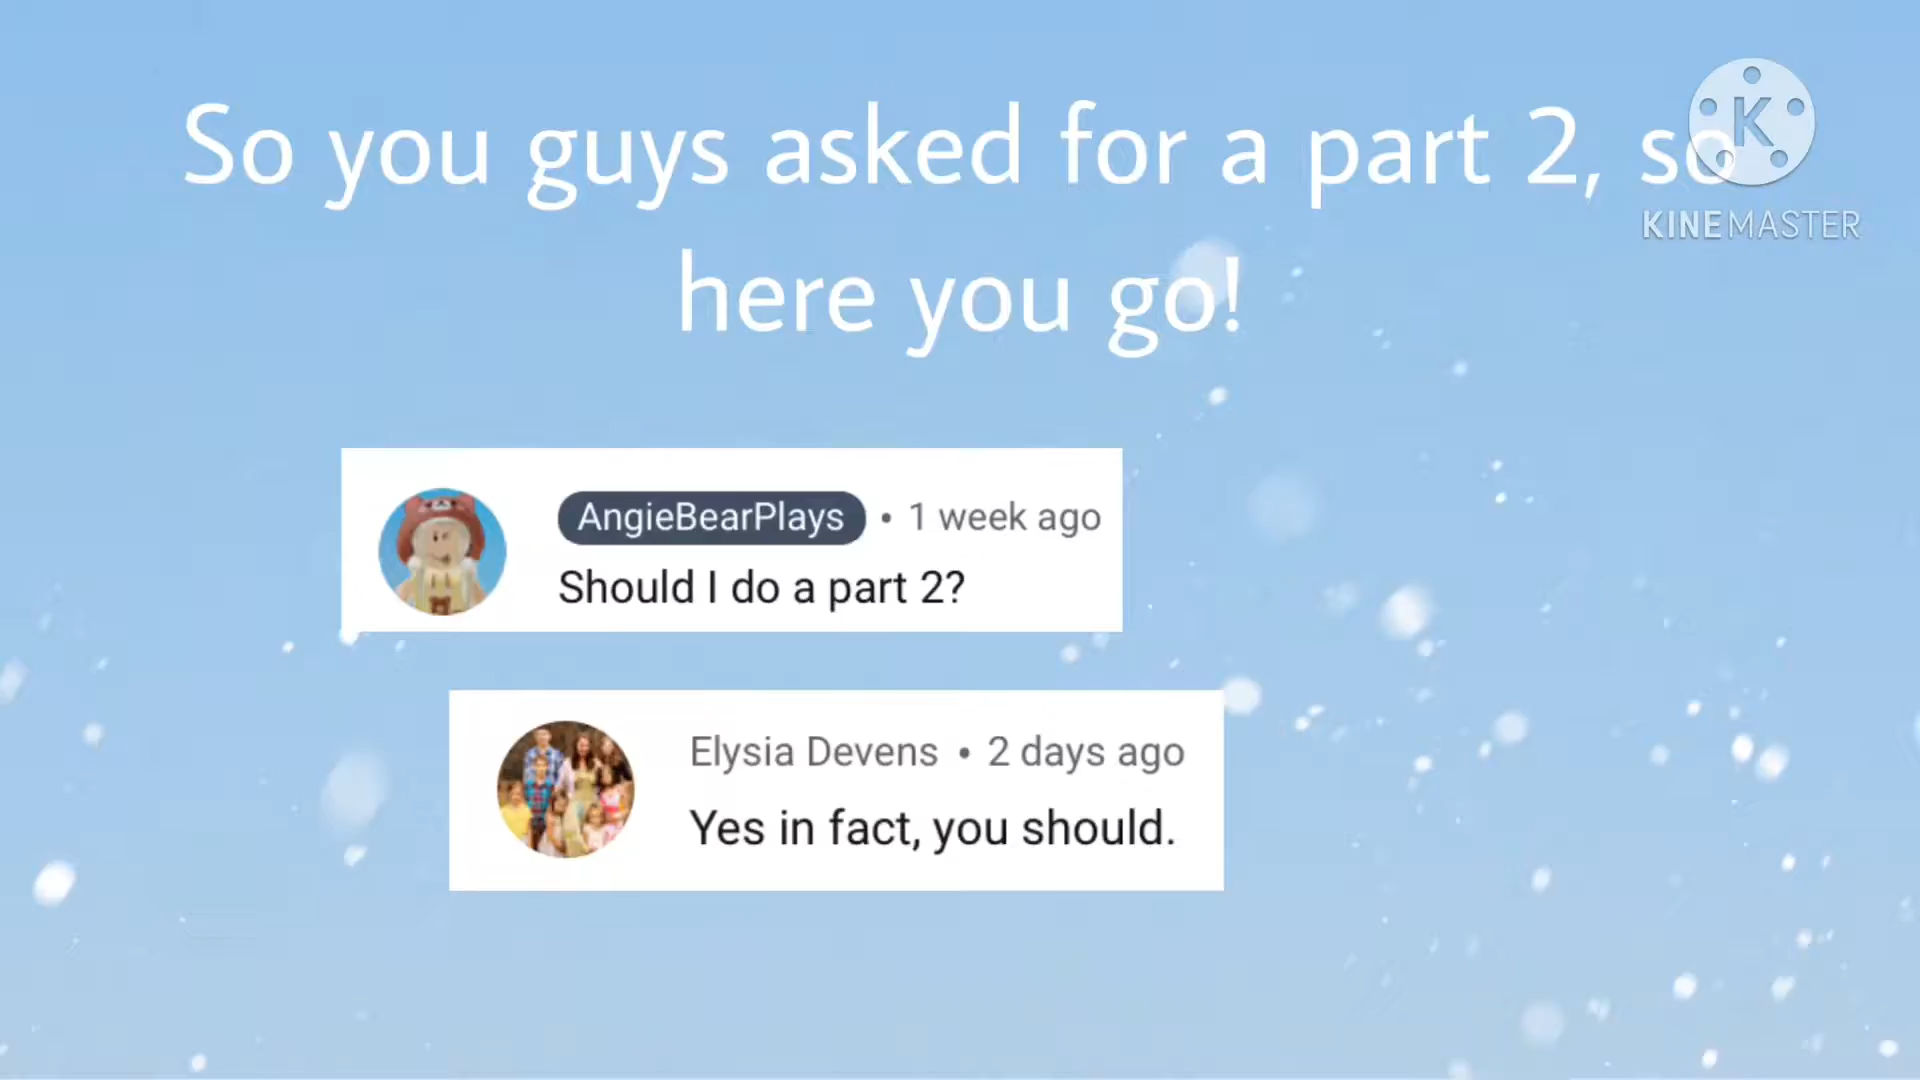 So you guys asked for a part 2, so
here you go!
K
KINEMASTER
AngieBearPlays • 1 week ago
Should I do a part 2?
Elysia Devens • 2 days ago
Yes in fact, you should.